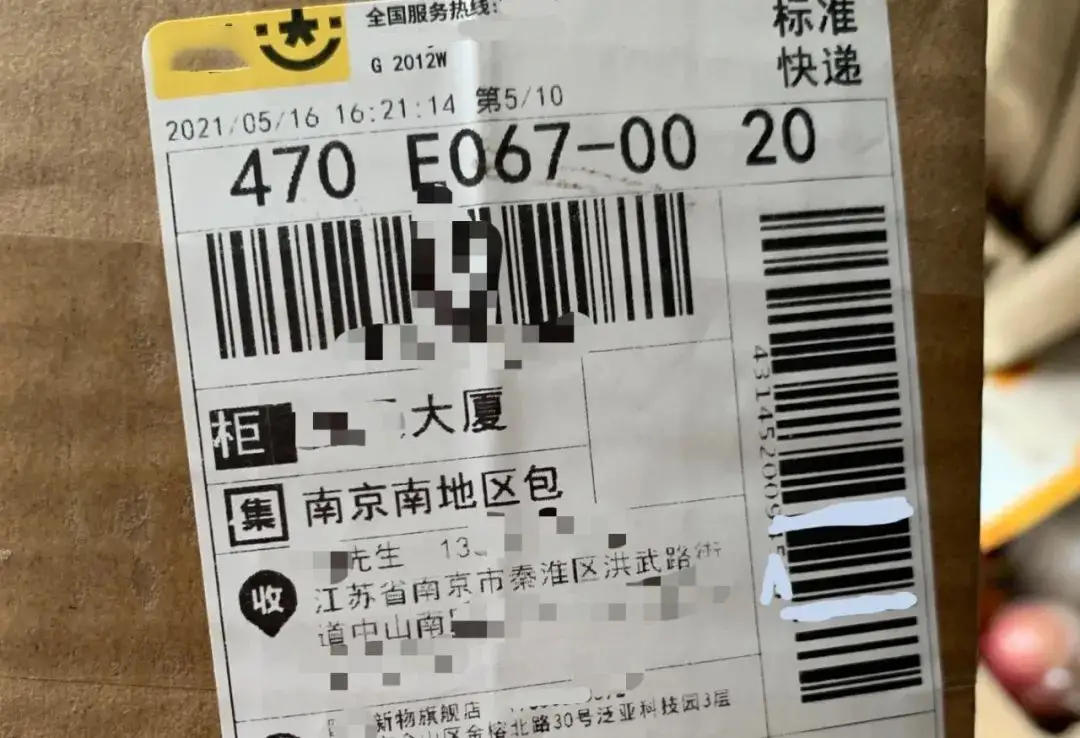 全国服务热线:
标准
快递
G 2012W
2021/05/16 16:21:14 第5/10
470 E067-00 20
柜 大厦
集 南京南地区包
先生 13
收 江苏省南京市秦淮区洪武路街
道中山南
431452009
新物旗舰店
金榕北路30号泛亚科技园3层